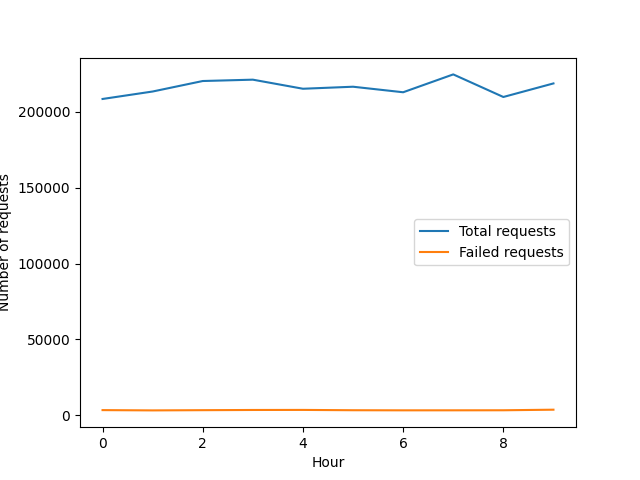 200000
150000
100000
50000
0
Number of requests
Total requests
Failed requests
0 2 4 6 8
Hour